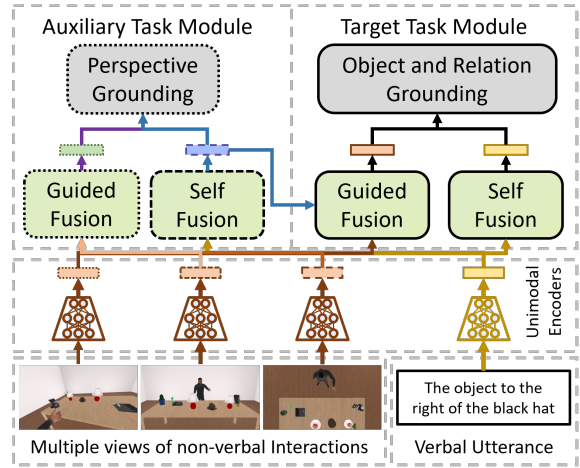 Auxiliary Task Module
Target Task Module
Perspective
Grounding
Object and Relation
Grounding
Guided
Fusion
Self
Fusion
Guided
Fusion
Self
Fusion
Unimodal
Encoders
The object to the
right of the black hat
Multiple views of non-verbal Interactions
Verbal Utterance